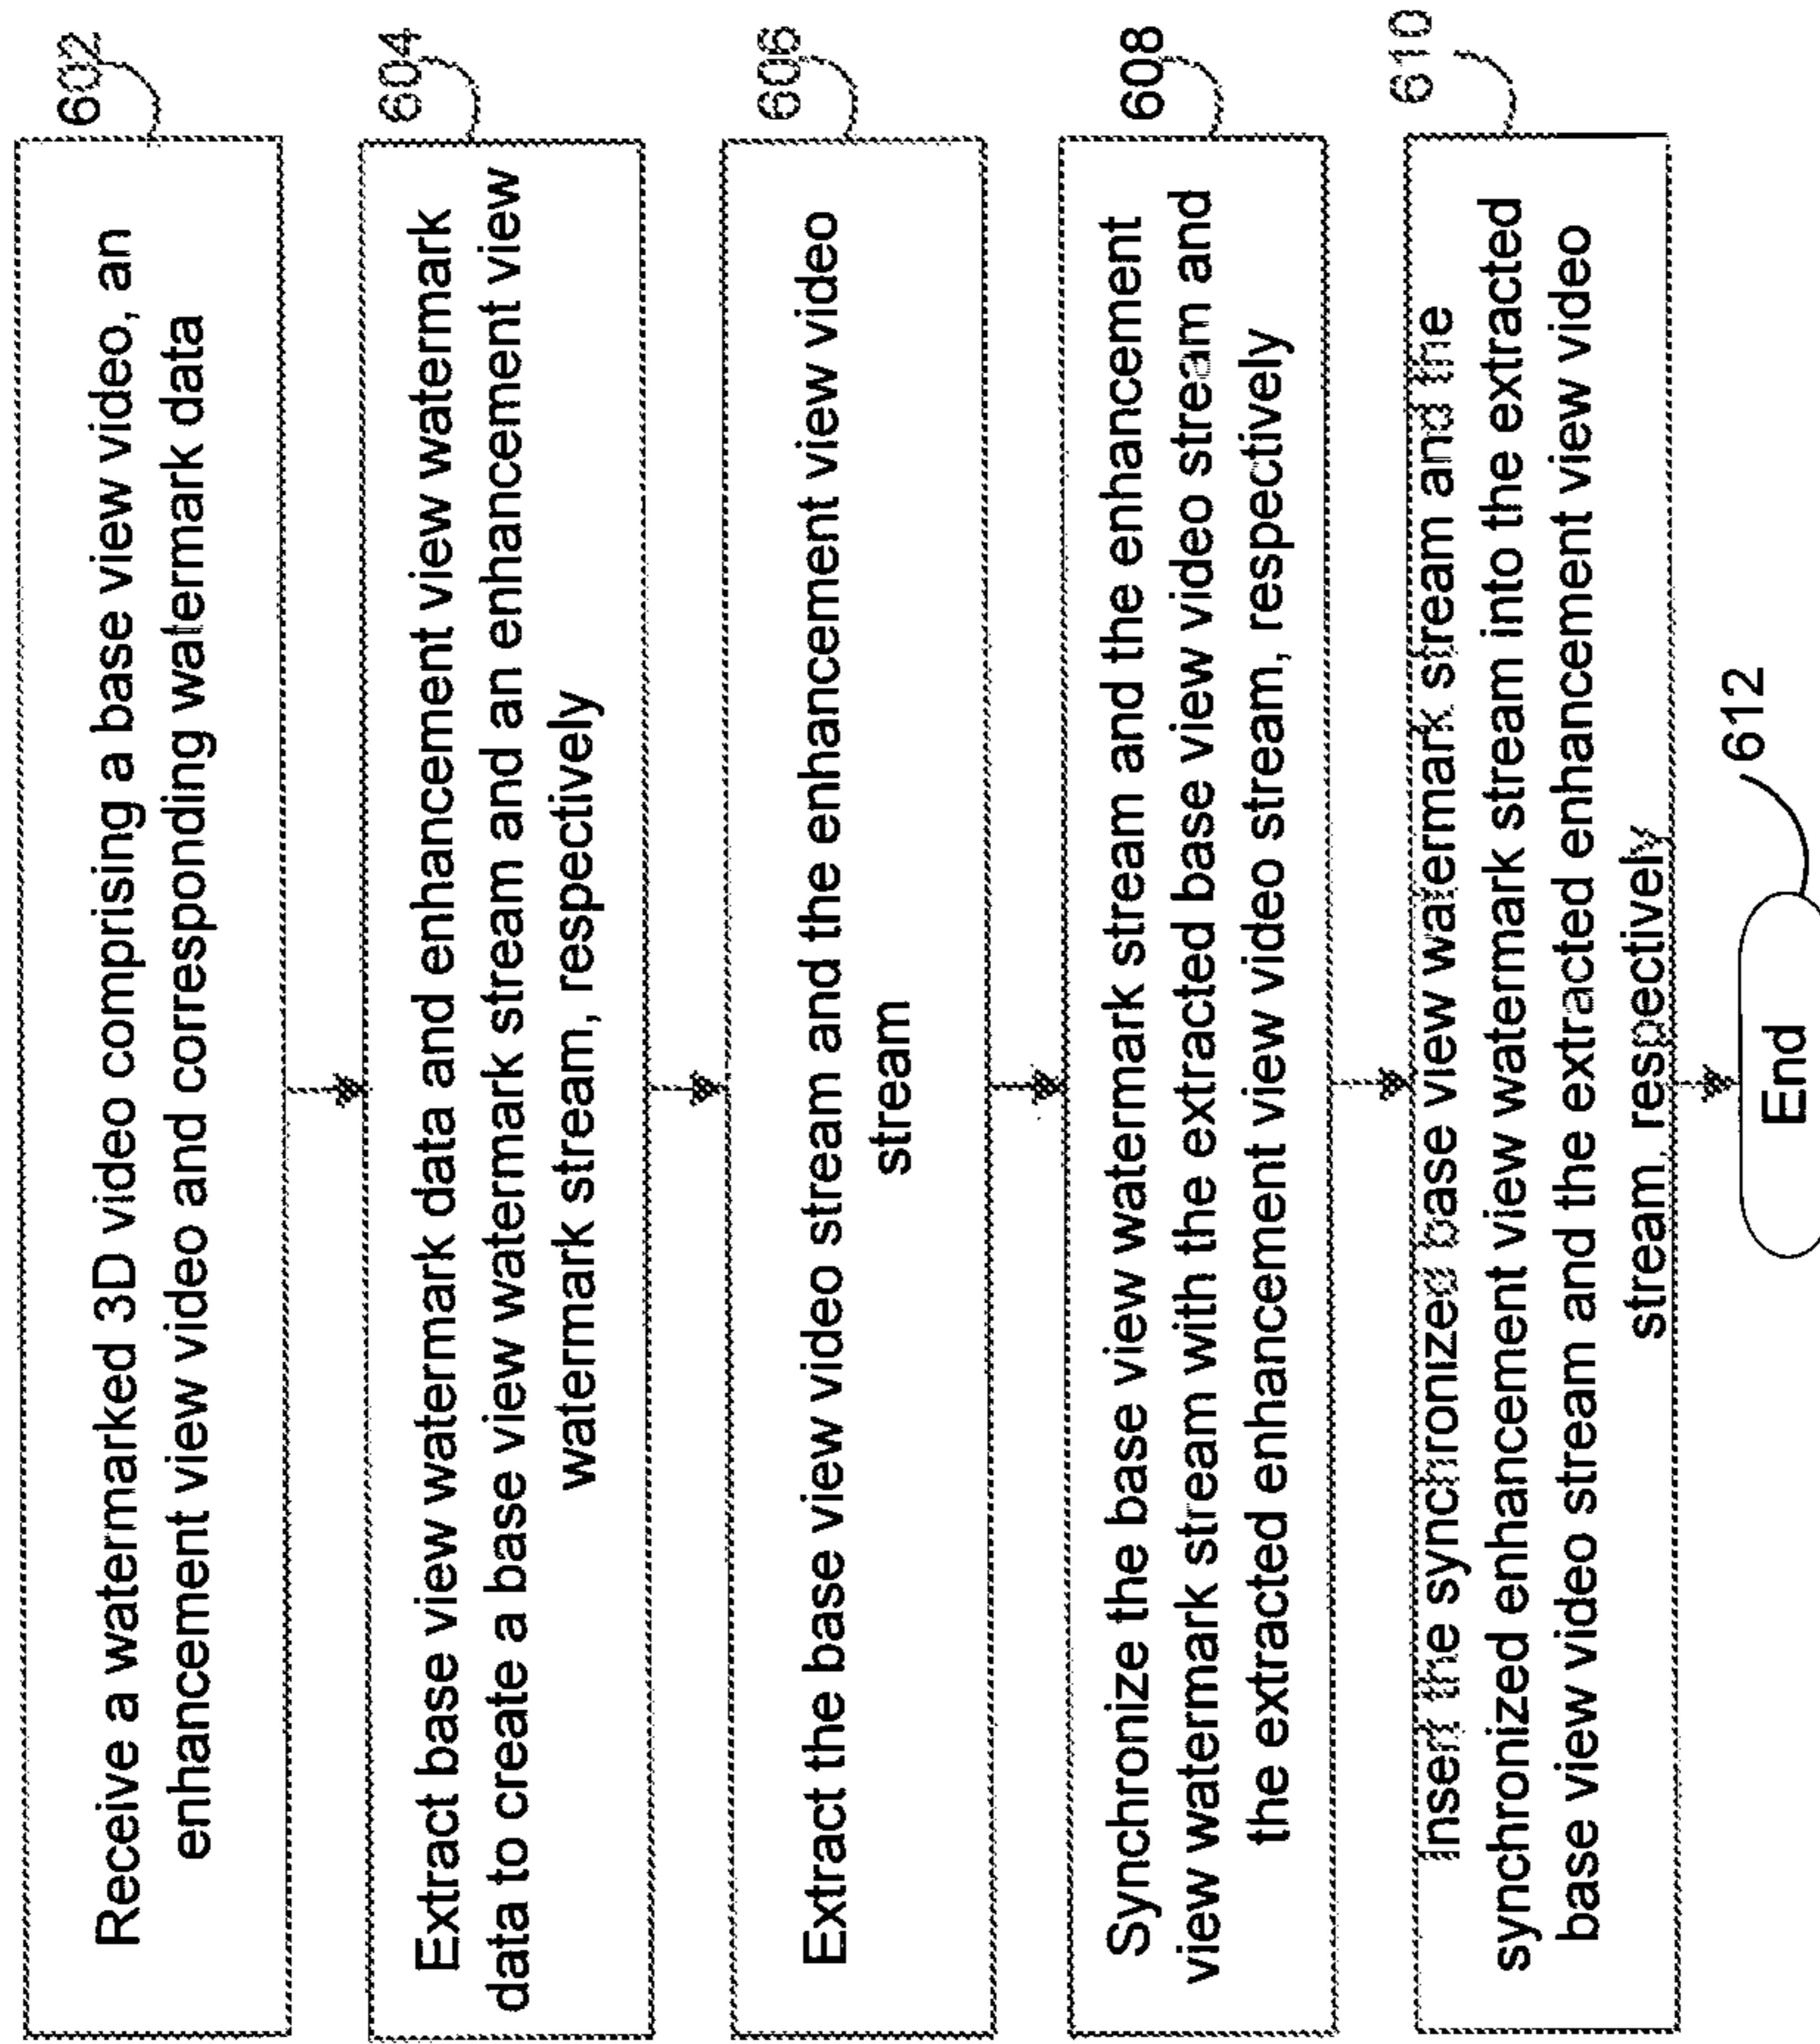 602
Receive a watermarked 3D video comprising a base view video, an
enhancement view video and corresponding watermark data
604
Extract base view watermark data and enhancement view watermark
data to create a base view watermark stream and an enhancement view
watermark stream, respectively
606
Extract the base view video stream and the enhancement view video
stream
608
Synchronize the base view watermark stream and the enhancement
view watermark stream with the extracted base view video stream and
the extracted enhancement view video stream, respectively
610
Insert the synchronized base view watermark stream and the
synchronized enhancement view watermark stream into the extracted
base view video stream and the extracted enhancement view video
stream, respectively
612
End